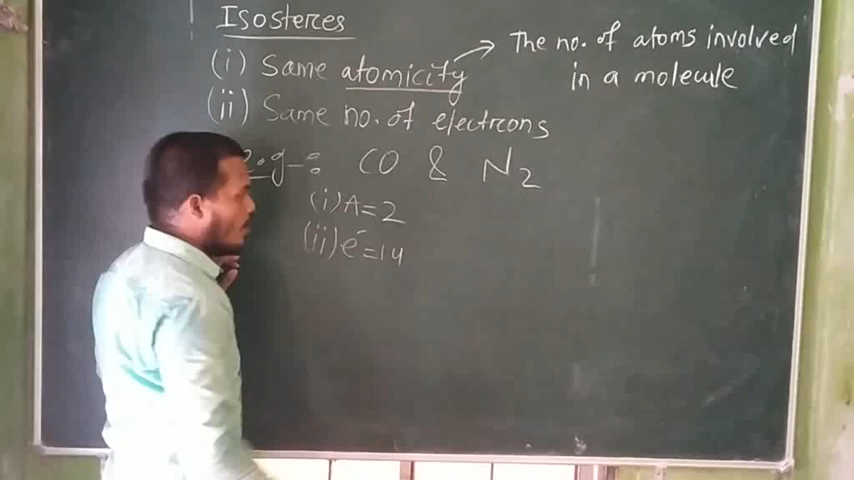 Isosteres
(i) Same atomicity → The no. of atoms involved
in a molecule
(ii) Same no. of electrons
e.g-: CO & N2
(i) A=2
(ii) e⁻=14